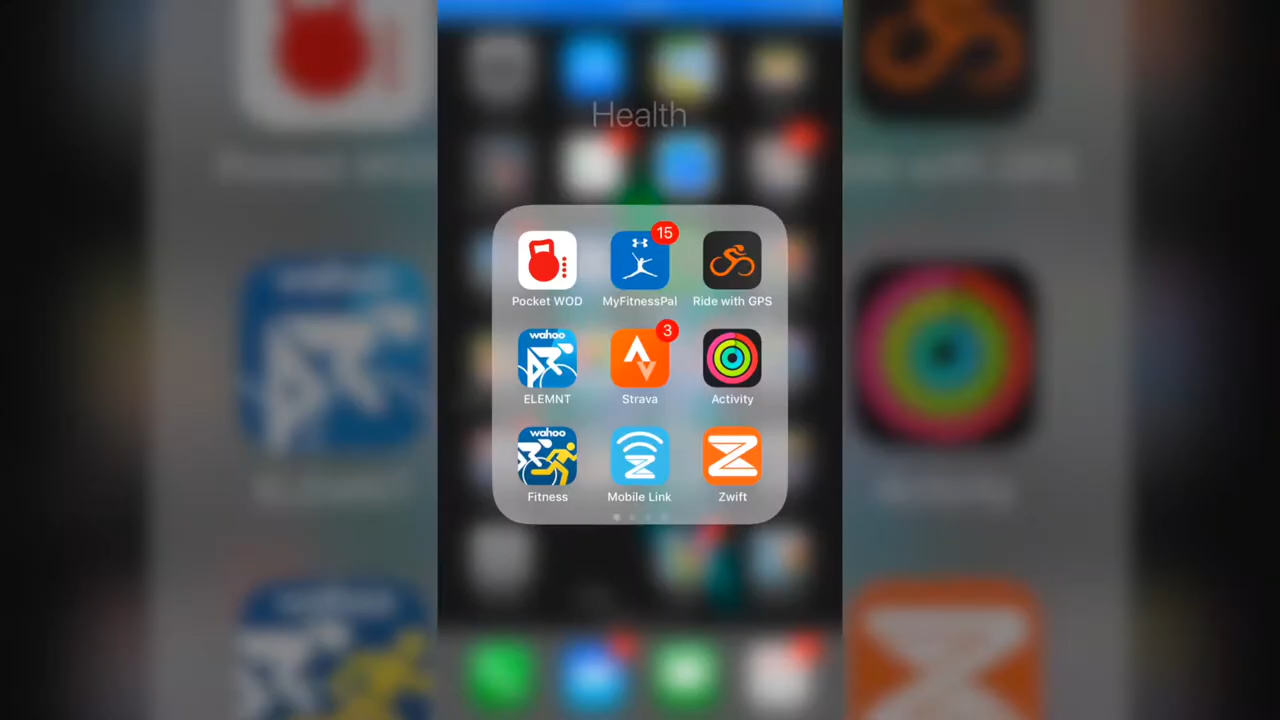 Health
15
Pocket WOD
MyFitnessPal
Ride with GPS
wahoo
3
ELEMNT
Strava
Activity
wahoo
Fitness
Mobile Link
Zwift